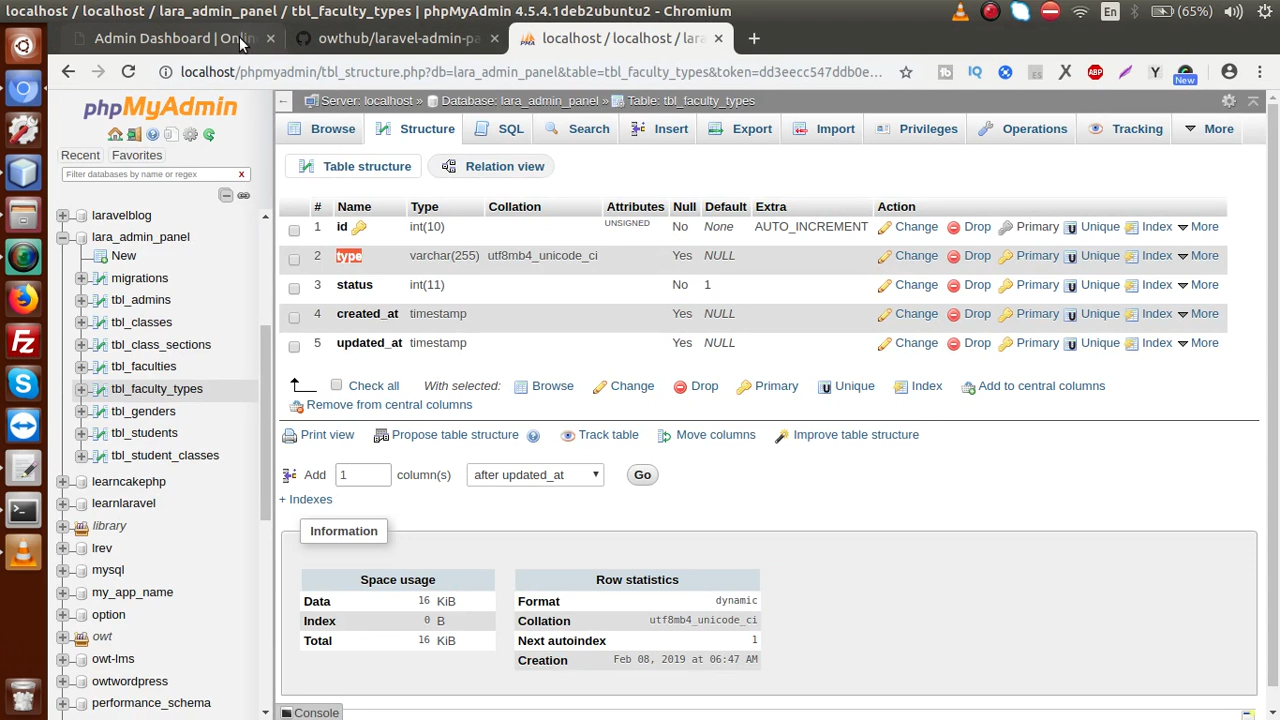 localhost / localhost / lara_admin_panel / tbl_faculty_types | phpMyAdmin 4.5.4.1deb2ubuntu2 - Chromium
En (65%)
Admin Dashboard | Onlin
owthub/laravel-admin-pa
PMA localhost / localhost / lara
localhost/phpmyadmin/tbl_structure.php?db=lara_admin_panel&table=tbl_faculty_types&token=dd3eecc547ddb0e...
IQ ES X ABP Y New
phpMyAdmin
Recent Favorites
Filter databases by name or regex X
laravelblog
lara_admin_panel
New
migrations
tbl_admins
tbl_classes
tbl_class_sections
tbl_faculties
tbl_faculty_types
tbl_genders
tbl_students
tbl_student_classes
learncakephp
learnlaravel
library
lrev
mysql
my_app_name
option
owt
owt-lms
owtwordpress
performance_schema
Server: localhost » Database: lara_admin_panel » Table: tbl_faculty_types
Browse Structure SQL Search Insert Export Import Privileges Operations Tracking More
Table structure Relation view
# Name Type Collation Attributes Null Default Extra Action
1 id int(10) UNSIGNED No None AUTO_INCREMENT Change Drop Primary Unique Index More
2 type varchar(255) utf8mb4_unicode_ci Yes NULL Change Drop Primary Unique Index More
3 status int(11) No 1 Change Drop Primary Unique Index More
4 created_at timestamp Yes NULL Change Drop Primary Unique Index More
5 updated_at timestamp Yes NULL Change Drop Primary Unique Index More
Check all With selected: Browse Change Drop Primary Unique Index Add to central columns
Remove from central columns
Print view Propose table structure Track table Move columns Improve table structure
Add 1 column(s) after updated_at Go
+ Indexes
Information
Space usage
Data 16 KiB
Index 0 B
Total 16 KiB
Row statistics
Format dynamic
Collation utf8mb4_unicode_ci
Next autoindex 1
Creation Feb 08, 2019 at 06:47 AM
Console